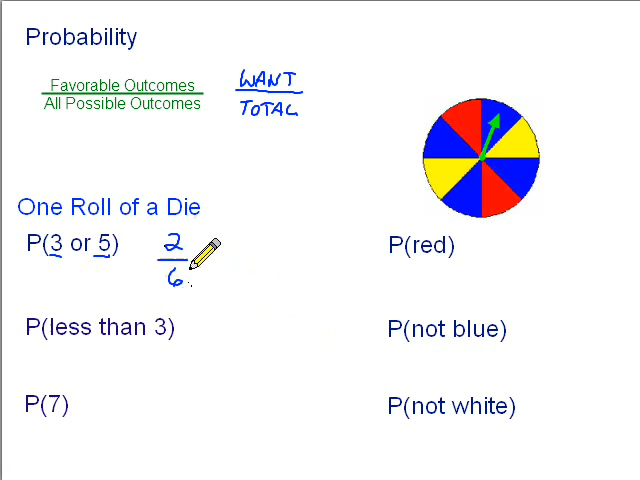 Probability
Favorable Outcomes
All Possible Outcomes
WANT
TOTAL
One Roll of a Die
P(3 or 5)
2
6
P(red)
P(less than 3)
P(not blue)
P(7)
P(not white)